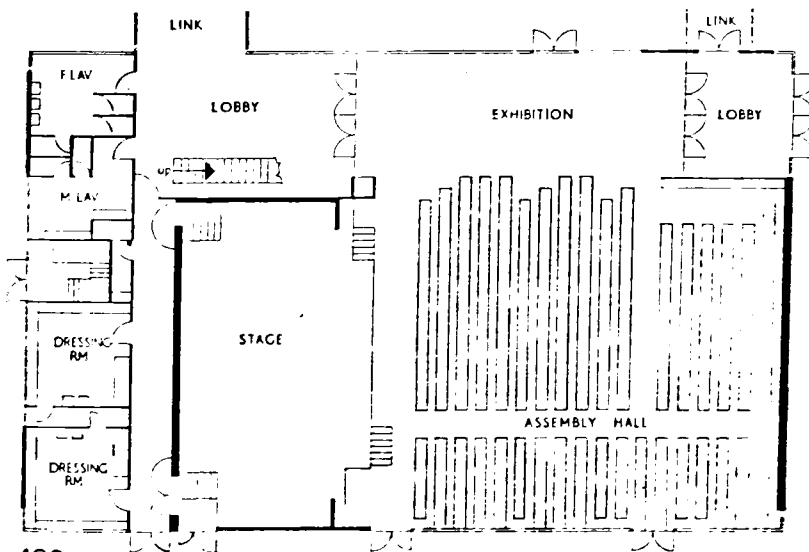 LINK
LINK
F. LAV
LOBBY
EXHIBITION
LOBBY
UP
M. LAV
DRESSING
RM
STAGE
ASSEMBLY HALL
DRESSING
RM